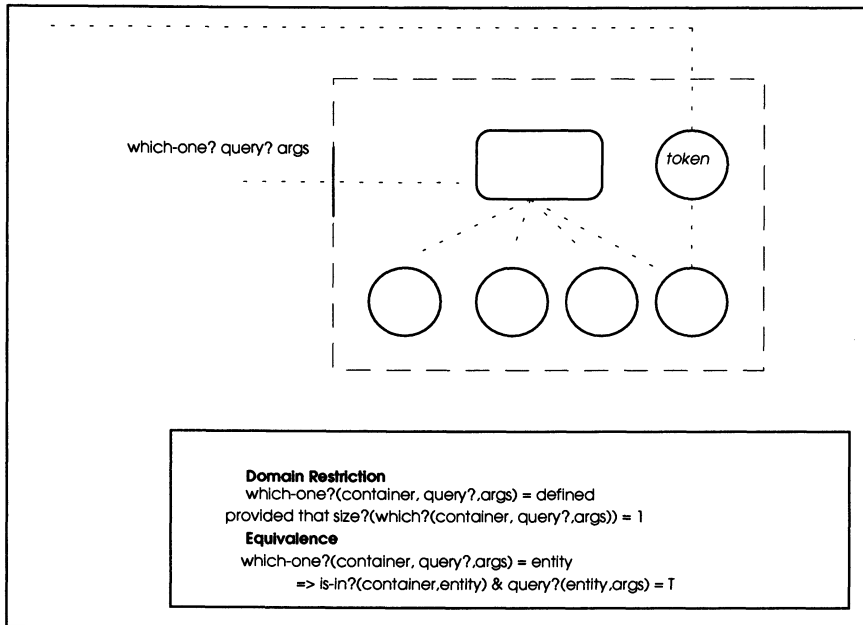 which-one? query? args
token
Domain Restriction
which-one?(container, query?,args) = defined
provided that size?(which?(container, query?,args)) = 1
Equivalence
which-one?(container, query?,args) = entity
=> is-in?(container,entity) & query?(entity,args) = T